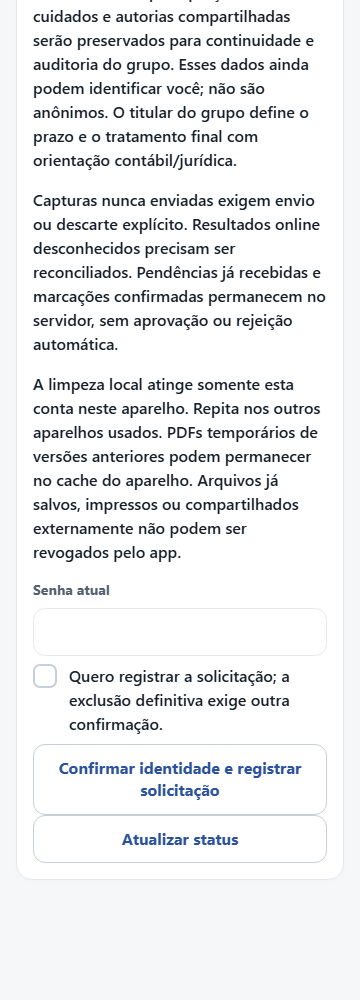 cuidados e autorias compartilhadas
serão preservados para continuidade e
auditoria do grupo. Esses dados ainda
podem identificar você; não são
anônimos. O titular do grupo define o
prazo e o tratamento final com
orientação contábil/jurídica.
Capturas nunca enviadas exigem envio
ou descarte explícito. Resultados online
desconhecidos precisam ser
reconciliados. Pendências já recebidas e
marcações confirmadas permanecem no
servidor, sem aprovação ou rejeição
automática.
A limpeza local atinge somente esta
conta neste aparelho. Repita nos outros
aparelhos usados. PDFs temporários de
versões anteriores podem permanecer
no cache do aparelho. Arquivos já
salvos, impressos ou compartilhados
externamente não podem ser
revogados pelo app.
Senha atual
Quero registrar a solicitação; a
exclusão definitiva exige outra
confirmação.
Confirmar identidade e registrar
solicitação
Atualizar status